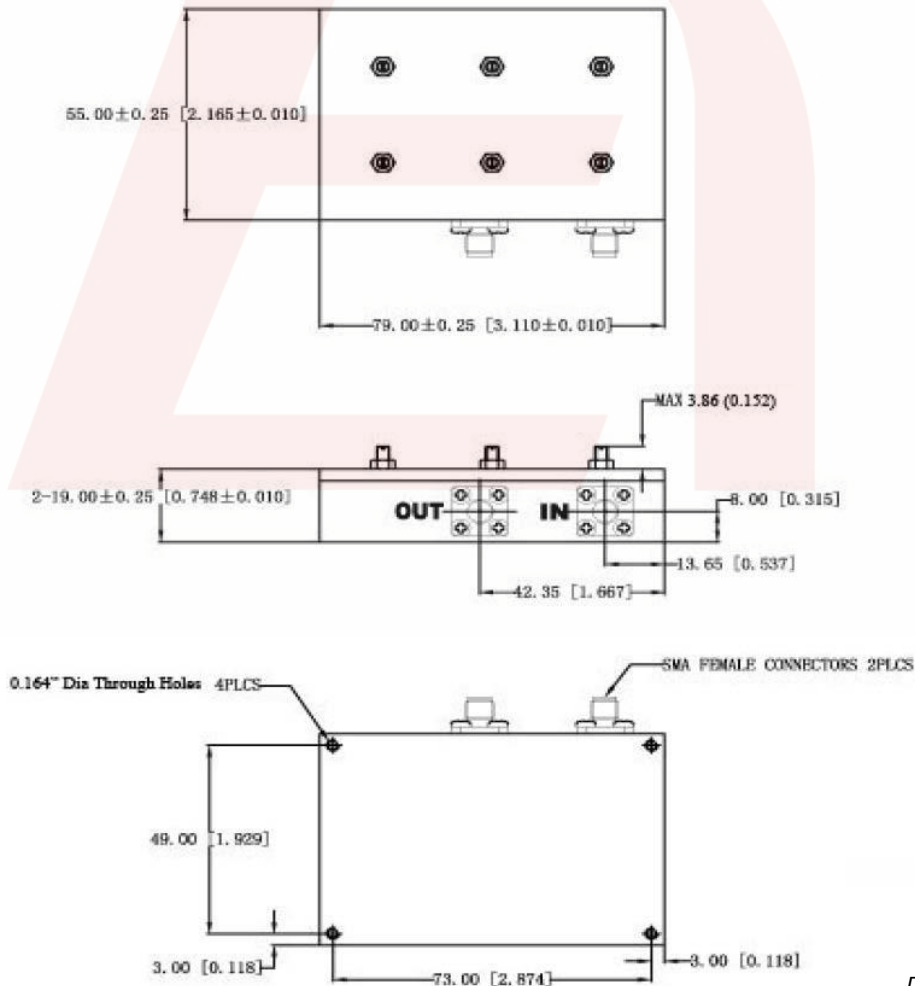 55.00±0.25 [2.165±0.010]
79.00±0.25 [3.110±0.010]
MAX 3.86 (0.152)
2-19.00±0.25 [0.748±0.010]
OUT
IN
8.00 [0.315]
13.65 [0.537]
42.35 [1.667]
SMA FEMALE CONNECTORS 2PLCS
0.164" Dia Through Holes 4PLCS
49.00 [1.929]
3.00 [0.118]
73.00 [2.874]
3.00 [0.118]